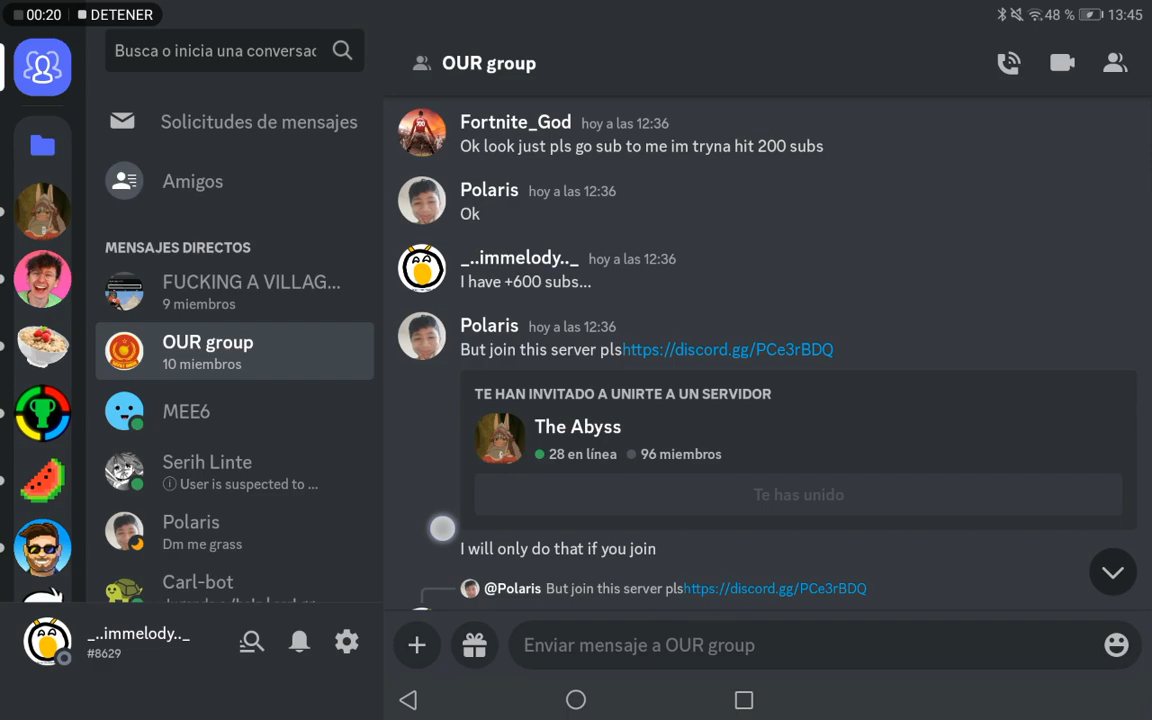 00:20 DETENER
48 % 13:45
Busca o inicia una conversac
Solicitudes de mensajes
Amigos
MENSAJES DIRECTOS
FUCKING A VILLAG...
9 miembros
OUR group
10 miembros
MEE6
Serih Linte
User is suspected to ...
Polaris
Dm me grass
Carl-bot
_..immelody.._
#8629
OUR group
Fortnite_God hoy a las 12:36
Ok look just pls go sub to me im tryna hit 200 subs
Polaris hoy a las 12:36
Ok
_..immelody.._ hoy a las 12:36
I have +600 subs...
Polaris hoy a las 12:36
But join this server plshttps://discord.gg/PCe3rBDQ
TE HAN INVITADO A UNIRTE A UN SERVIDOR
The Abyss
28 en línea 96 miembros
Te has unido
I will only do that if you join
@Polaris But join this server plshttps://discord.gg/PCe3rBDQ
Enviar mensaje a OUR group